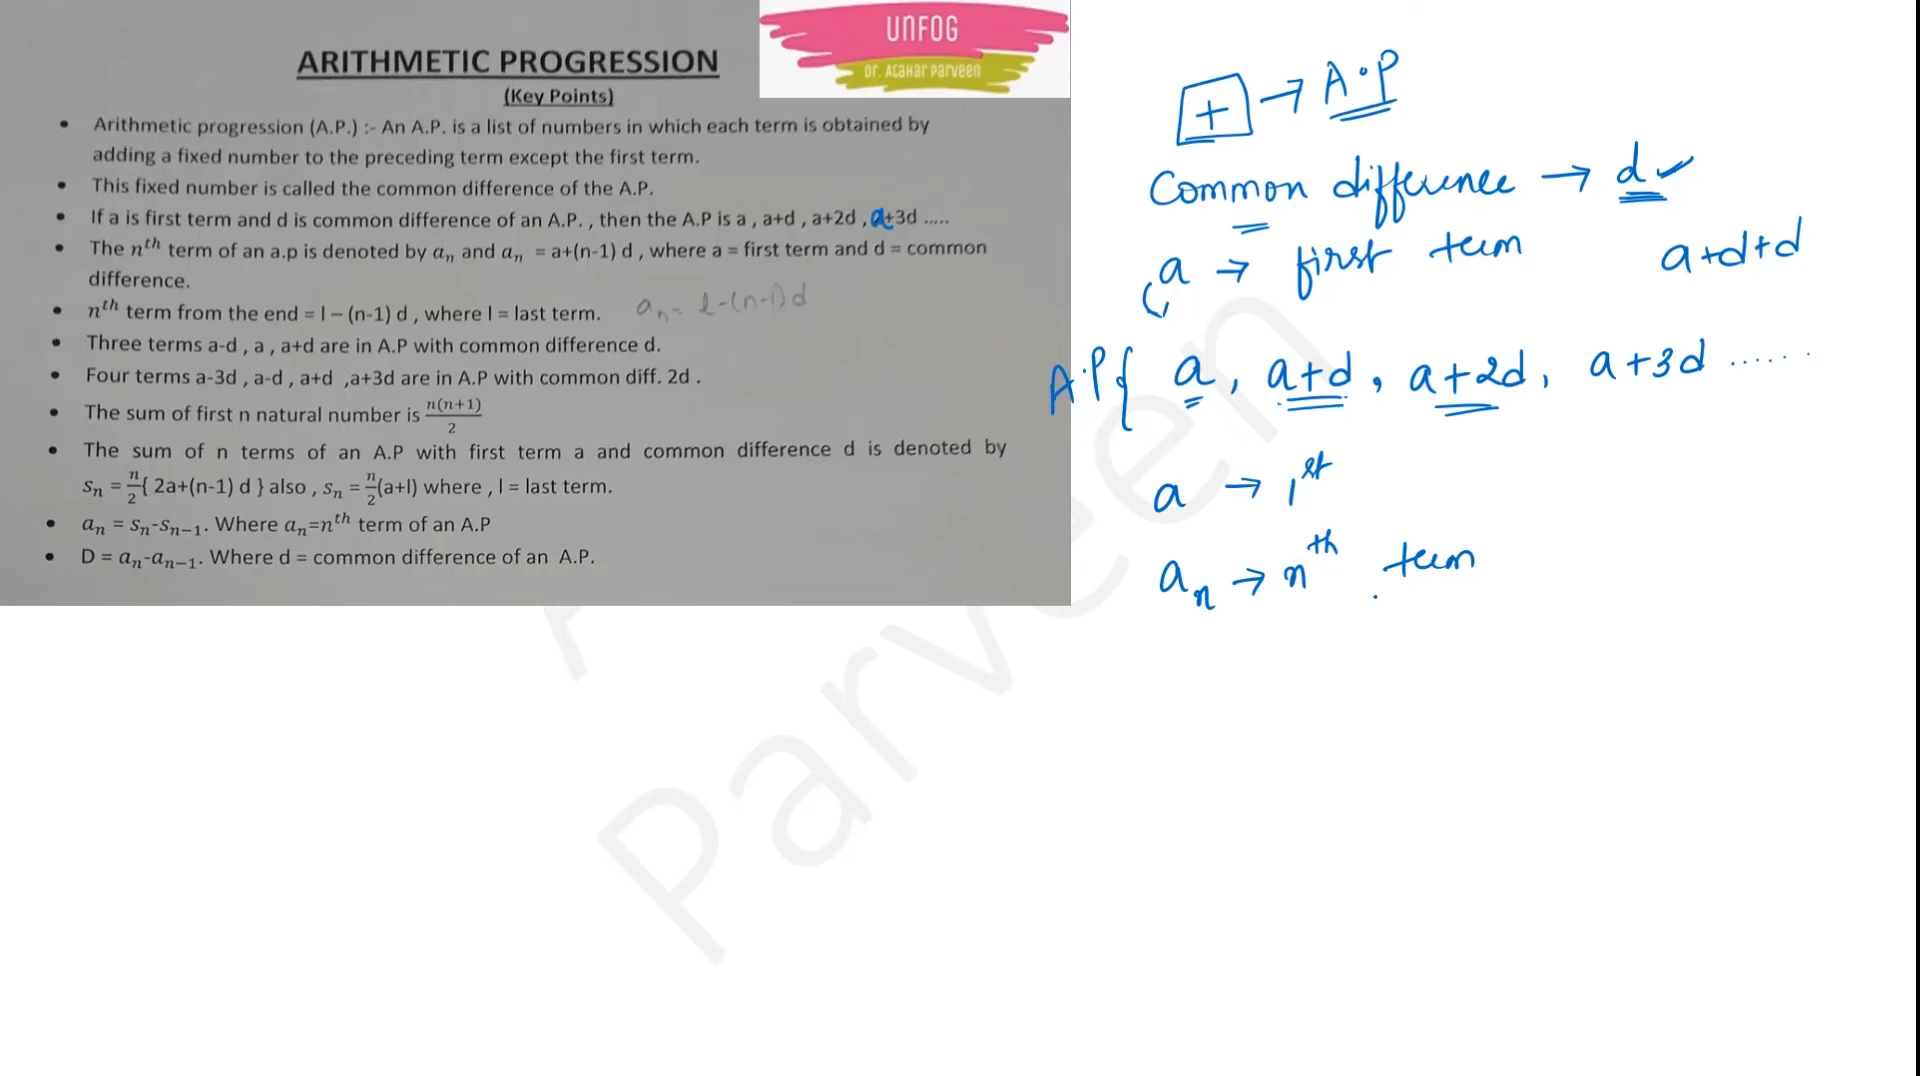 UNFOG
Dr. Atahar Parveen
ARITHMETIC PROGRESSION
(Key Points)
• Arithmetic progression (A.P.) :- An A.P. is a list of numbers in which each term is obtained by
adding a fixed number to the preceding term except the first term.
• This fixed number is called the common difference of the A.P.
• If a is first term and d is common difference of an A.P. , then the A.P is a , a+d , a+2d , a+3d .....
• The nᵗʰ term of an a.p is denoted by aₙ and aₙ = a+(n-1) d , where a = first term and d = common
difference.
• nᵗʰ term from the end = l – (n-1) d , where l = last term. aₙ = l-(n-1)d
• Three terms a-d , a , a+d are in A.P with common difference d.
• Four terms a-3d , a-d , a+d ,a+3d are in A.P with common diff. 2d .
• The sum of first n natural number is n(n+1)/2
• The sum of n terms of an A.P with first term a and common difference d is denoted by
sₙ = n/2{ 2a+(n-1) d } also , sₙ = n/2(a+l) where , l = last term.
• aₙ = sₙ-sₙ₋₁. Where aₙ=nᵗʰ term of an A.P
• D = aₙ-aₙ₋₁. Where d = common difference of an A.P.
+ → A.P
Common difference → d ✓
a → first term a+d+d
A.P{ a, a+d, a+2d, a+3d ......
a → 1ˢᵗ
aₙ → nᵗʰ term
Parveen